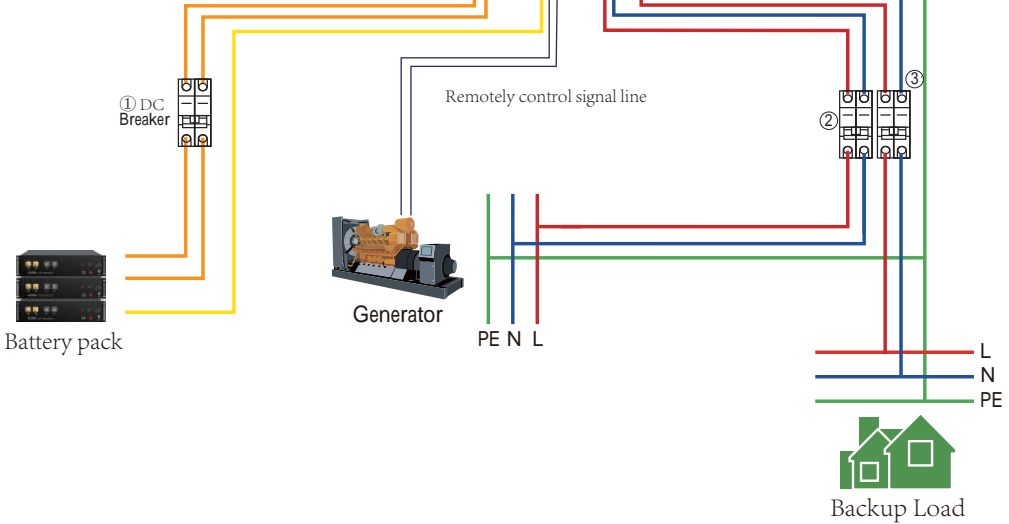 ① DC
Breaker
Remotely control signal line
②
③
Generator
PE N L
Battery pack
L
N
PE
Backup Load